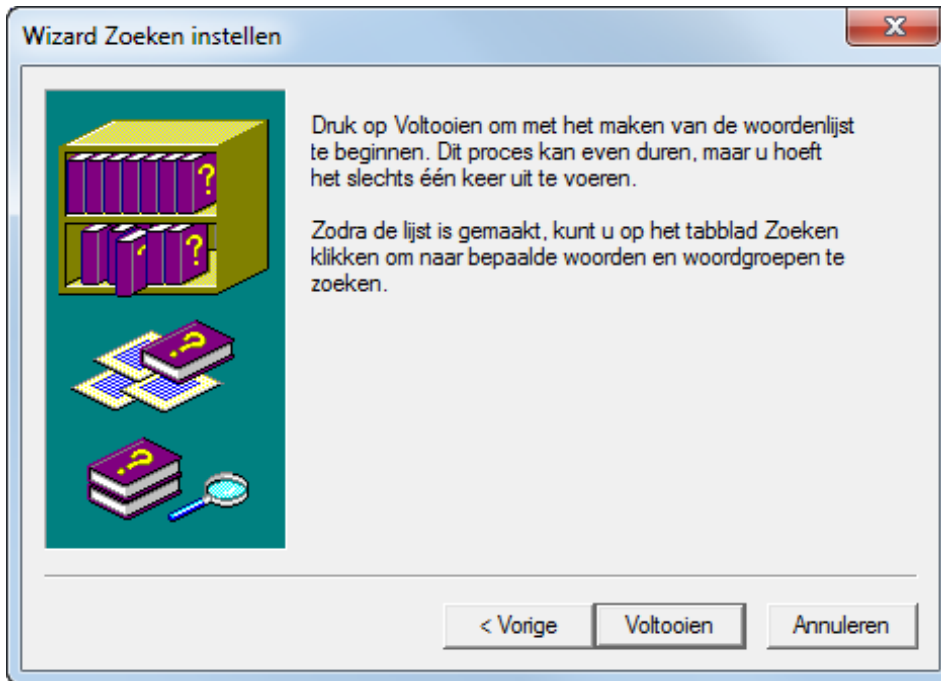 Wizard Zoeken instellen
Druk op Voltooien om met het maken van de woordenlijst
te beginnen. Dit proces kan even duren, maar u hoeft
het slechts één keer uit te voeren.
Zodra de lijst is gemaakt, kunt u op het tabblad Zoeken
klikken om naar bepaalde woorden en woordgroepen te
zoeken.
< Vorige
Voltooien
Annuleren